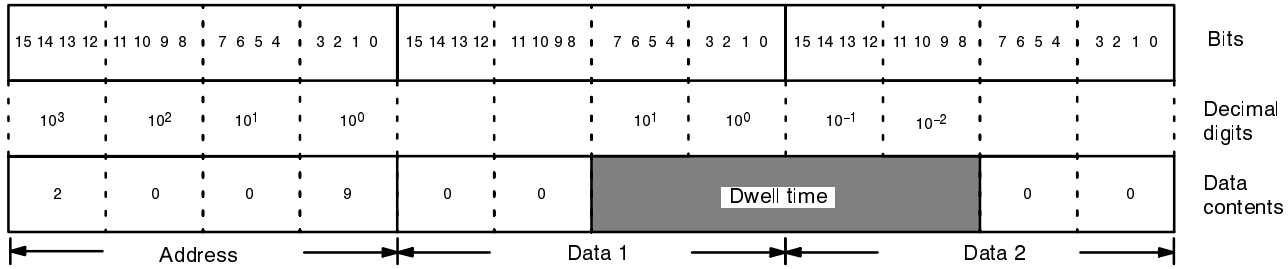 15 14 13 12 11 10 9 8 7 6 5 4 3 2 1 0 15 14 13 12 11 10 9 8 7 6 5 4 3 2 1 0 15 14 13 12 11 10 9 8 7 6 5 4 3 2 1 0 Bits
10³ 10² 10¹ 10⁰ 10¹ 10⁰ 10⁻¹ 10⁻² Decimal
digits
2 0 0 9 0 0 Dwell time 0 0 Data
contents
Address Data 1 Data 2